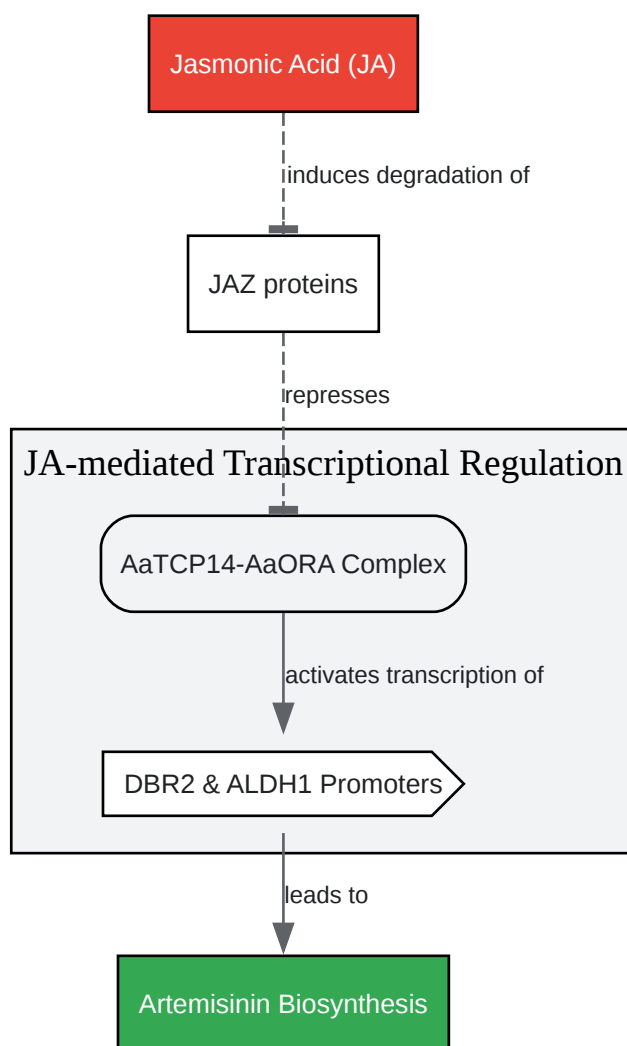 Jasmonic Acid (JA)
induces degradation of
JAZ proteins
represses
JA-mediated Transcriptional Regulation
AaTCP14-AaORA Complex
activates transcription of
DBR2 & ALDH1 Promoters
leads to
Artemisinin Biosynthesis